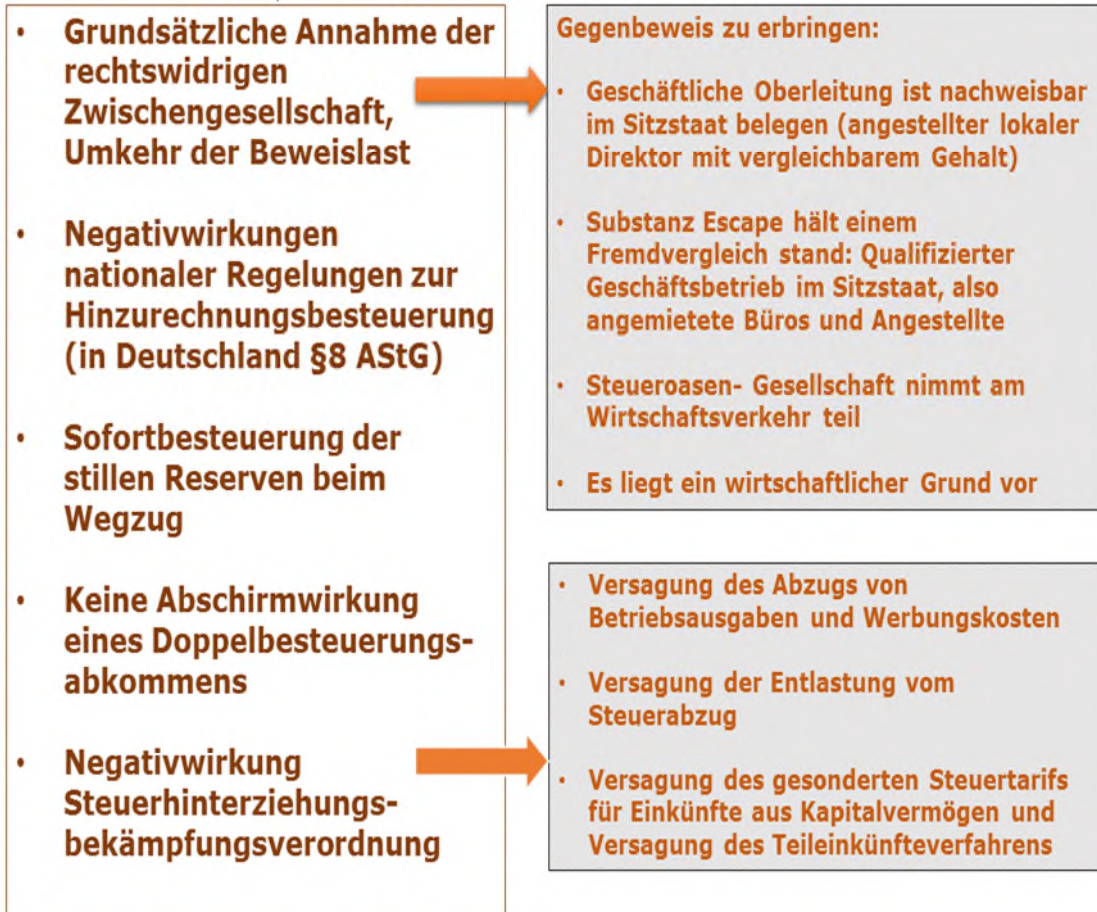 • Grundsätzliche Annahme der
rechtswidrigen
Zwischengesellschaft,
Umkehr der Beweislast
• Negativwirkungen
nationaler Regelungen zur
Hinzurechnungsbesteuerung
(in Deutschland §8 AStG)
• Sofortbesteuerung der
stillen Reserven beim
Wegzug
• Keine Abschirmwirkung
eines Doppelbesteuerungs-
abkommens
• Negativwirkung
Steuerhinterziehungs-
bekämpfungsverordnung
Gegenbeweis zu erbringen:
• Geschäftliche Oberleitung ist nachweisbar
im Sitzstaat belegen (angestellter lokaler
Direktor mit vergleichbarem Gehalt)
• Substanz Escape hält einem
Fremdvergleich stand: Qualifizierter
Geschäftsbetrieb im Sitzstaat, also
angemietete Büros und Angestellte
• Steueroasen- Gesellschaft nimmt am
Wirtschaftsverkehr teil
• Es liegt ein wirtschaftlicher Grund vor
• Versagung des Abzugs von
Betriebsausgaben und Werbungskosten
• Versagung der Entlastung vom
Steuerabzug
• Versagung des gesonderten Steuertarifs
für Einkünfte aus Kapitalvermögen und
Versagung des Teileinkünfteverfahrens